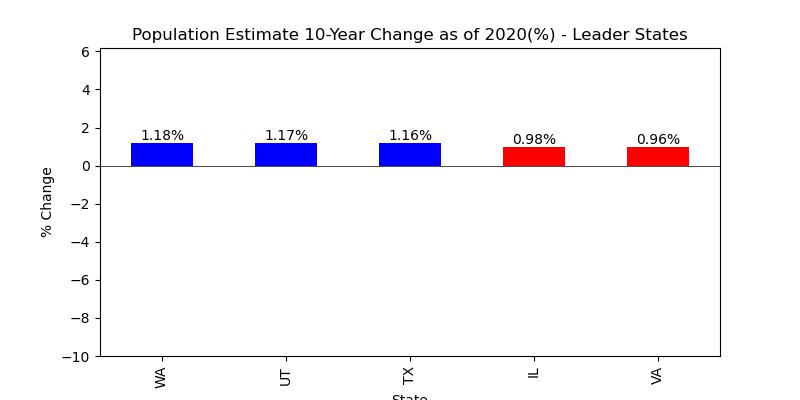 Population Estimate 10-Year Change as of 2020(%) - Leader States
6
4
2
0
−2
−4
−6
−8
−10
% Change
1.18% 1.17% 1.16% 0.98% 0.96%
WA UT TX IL VA
State